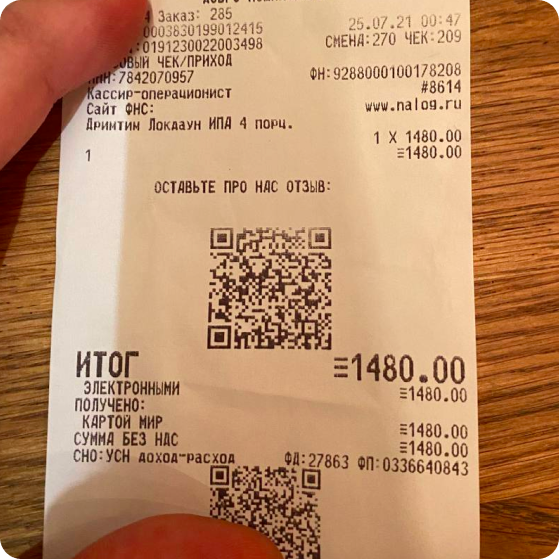 4 Заказ: 285
25.07.21 00:47
0003830199012415
СМЕНА:270 ЧЕК:209
:0191230022003498
ОВЫЙ ЧЕК/ПРИХОД
ИНН:7842070957
ФН:9288000100178208
Кассир-операционист
#8614
Сайт ФНС:
www.nalog.ru
Дринтим Локдаун ИПА 4 порц.
1 X 1480.00
1
≡1480.00
ОСТАВЬТЕ ПРО НАС ОТЗЫВ:
ИТОГ
≡1480.00
ЭЛЕКТРОННЫМИ
≡1480.00
ПОЛУЧЕНО:
КАРТОЙ МИР
≡1480.00
СУММА БЕЗ НДС
≡1480.00
СНО:УСН доход-расход
ФД:27863 ФП:0336640843